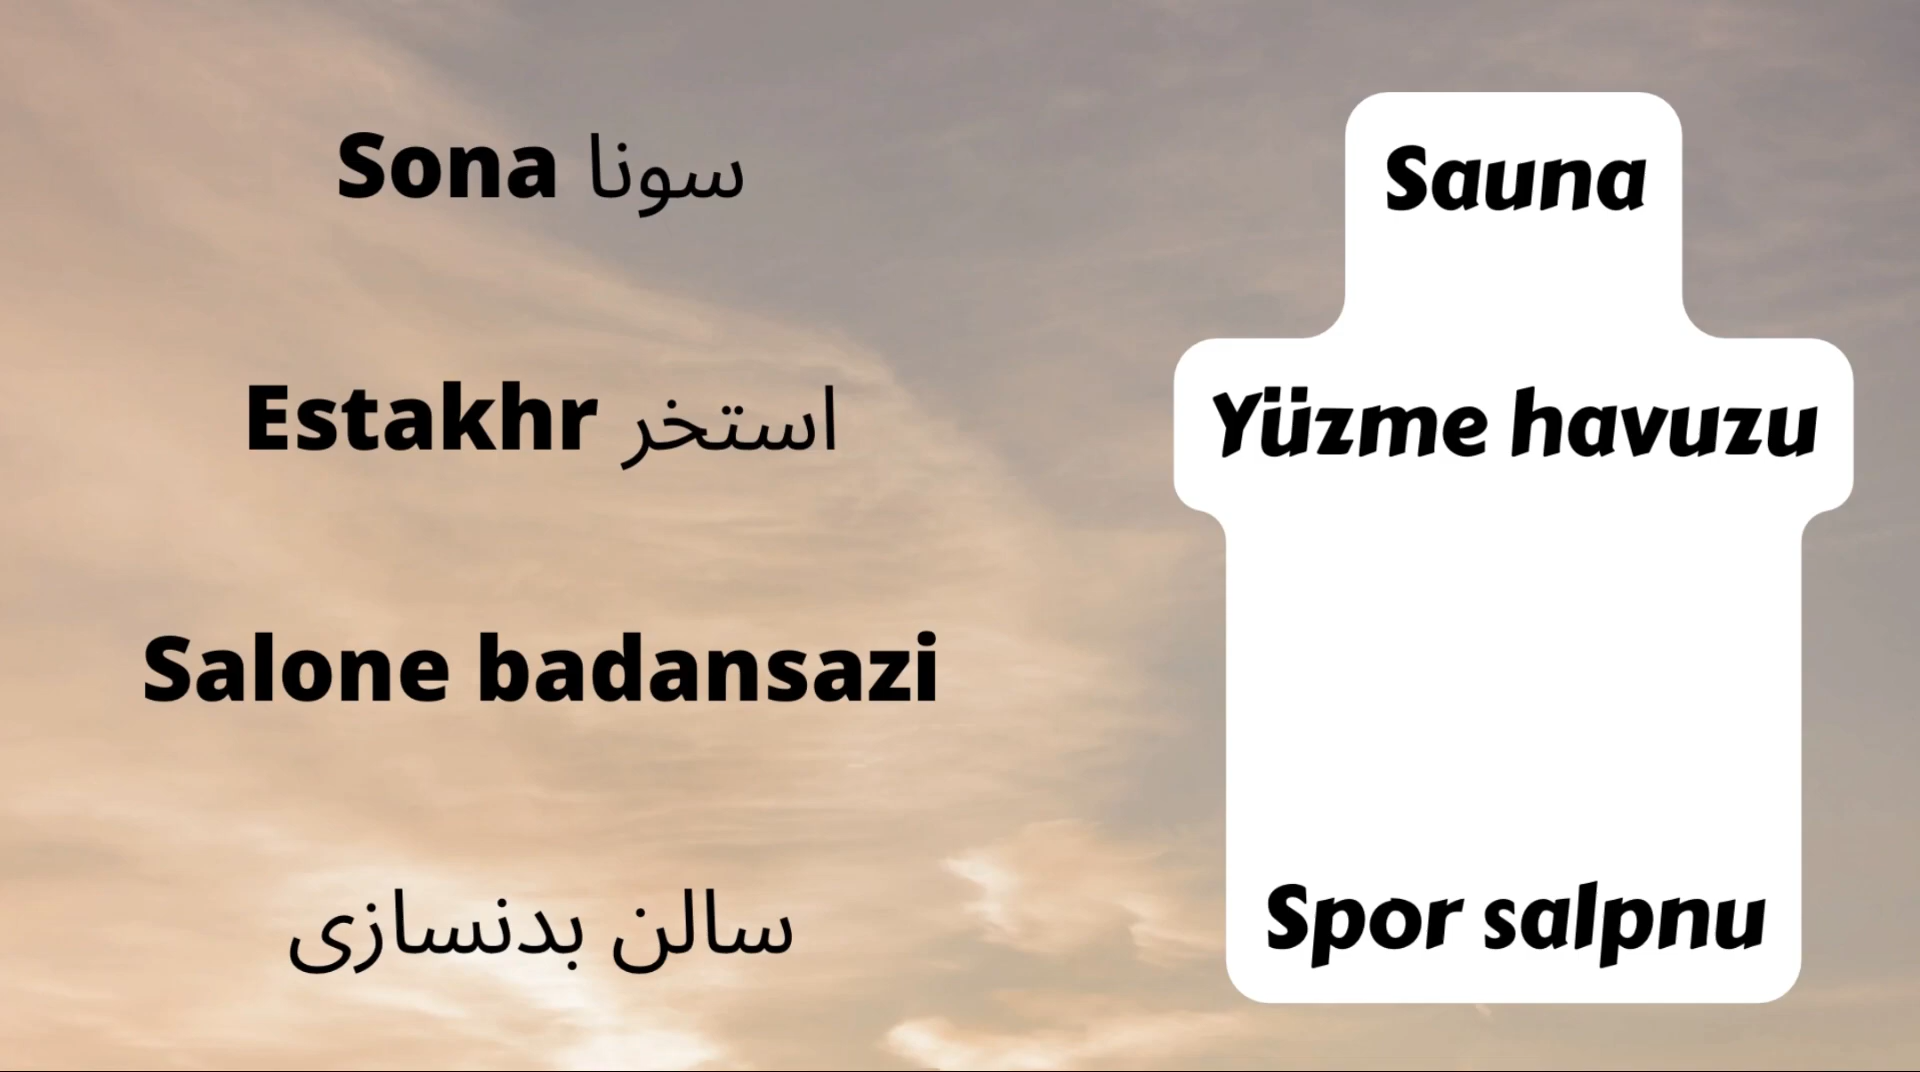 Sona سونا
Sauna
Estakhr استخر
Yüzme havuzu
Salone badansazi
سالن بدنسازی
Spor salpnu